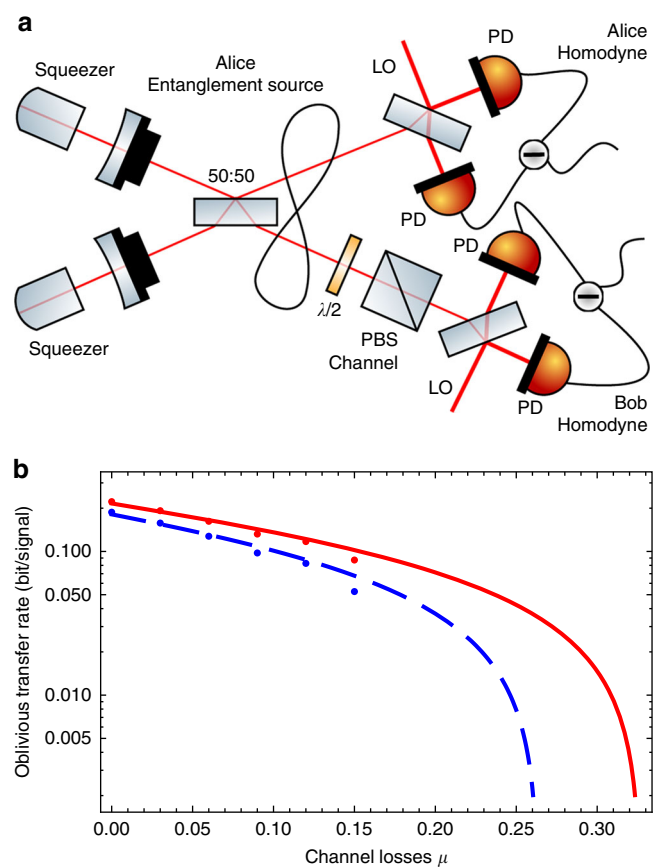 a
Squeezer
Alice
Entanglement source
50:50
LO
PD
Alice
Homodyne
PD
PD
λ/2
PBS
Channel
Squeezer
LO
PD
Bob
Homodyne
b
Oblivious transfer rate (bit/signal)
0.100
0.050
0.010
0.005
0.00 0.05 0.10 0.15 0.20 0.25 0.30
Channel losses μ